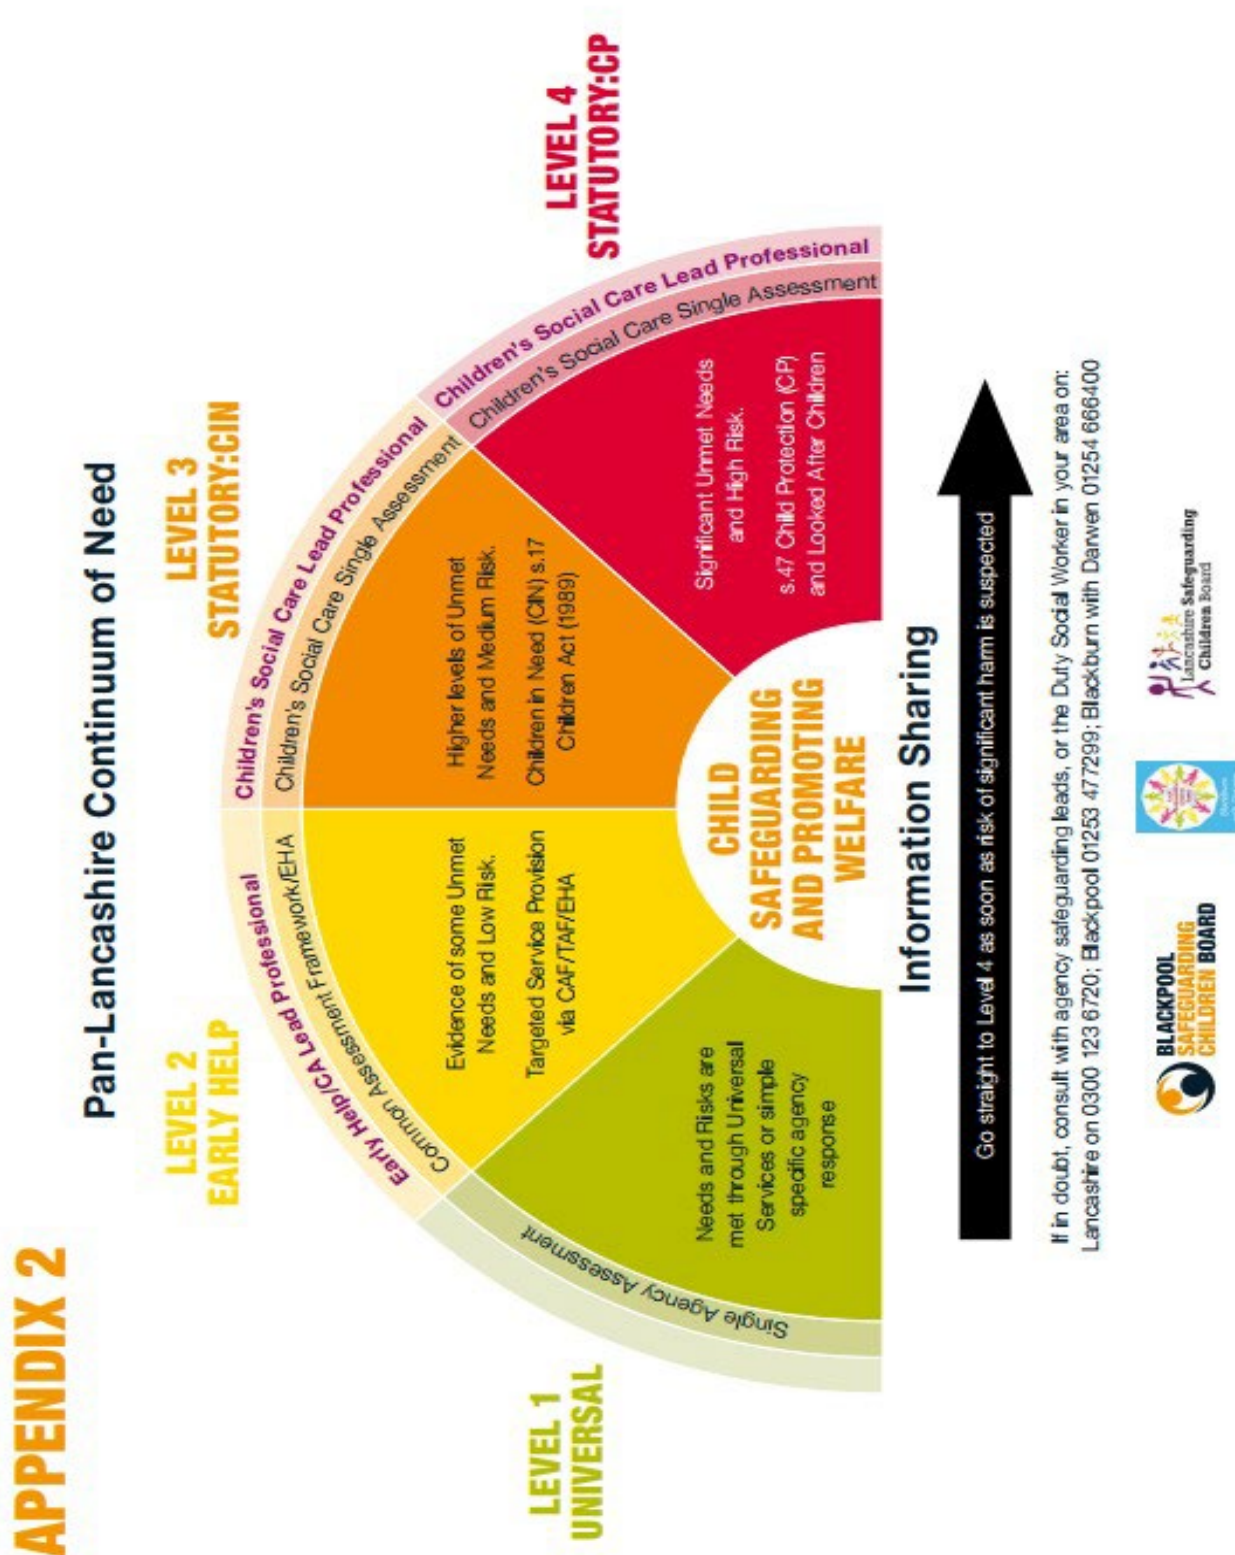 APPENDIX 2
Pan-Lancashire Continuum of Need
LEVEL 1
UNIVERSAL
Single Agency Assessment
Needs and Risks are
met through Universal
Services or simple
specific agency
response
LEVEL 2
EARLY HELP
Early Help/CA Lead Professional
Common Assessment Framework/EHA
Evidence of some Unmet
Needs and Low Risk.
Targeted Service Provision
via CAF/TAF/EHA
LEVEL 3
STATUTORY:CIN
Children's Social Care Lead Professional
Children's Social Care Single Assessment
Higher levels of Unmet
Needs and Medium Risk.
Children in Need (CIN) s.17
Children Act (1989)
LEVEL 4
STATUTORY:CP
Children's Social Care Lead Professional
Children's Social Care Single Assessment
Significant Unmet Needs
and High Risk.
s.47 Child Protection (CP)
and Looked After Children
CHILD
SAFEGUARDING
AND PROMOTING
WELFARE
Information Sharing
Go straight to Level 4 as soon as risk of significant harm is suspected
If in doubt, consult with agency safeguarding leads, or the Duty Social Worker in your area on:
Lancashire on 0300 123 6720; Blackpool 01253 477299; Blackburn with Darwen 01254 666400
BLACKPOOL
SAFEGUARDING
CHILDREN BOARD
Lancashire Safeguarding
Children Board